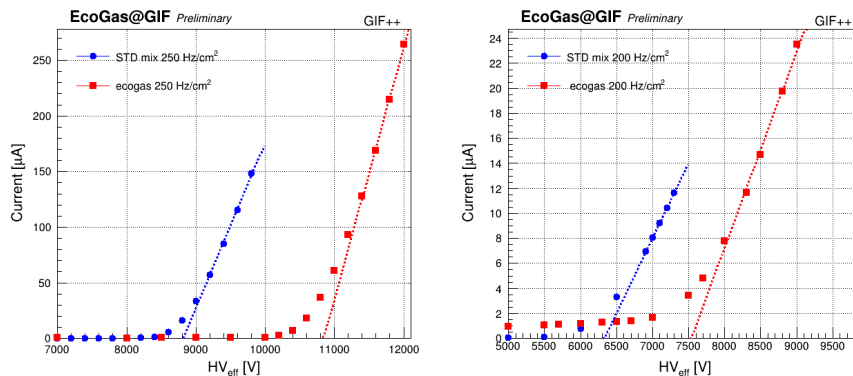 EcoGas@GIF Preliminary GIF++
STD mix 250 Hz/cm²
ecogas 250 Hz/cm²
Current [μA]
250
200
150
100
50
0
7000 8000 9000 10000 11000 12000
HV_eff [V]
EcoGas@GIF Preliminary GIF++
STD mix 200 Hz/cm²
ecogas 200 Hz/cm²
Current [μA]
24
22
20
18
16
14
12
10
8
6
4
2
0
5000 5500 6000 6500 7000 7500 8000 8500 9000 9500
HV_eff [V]